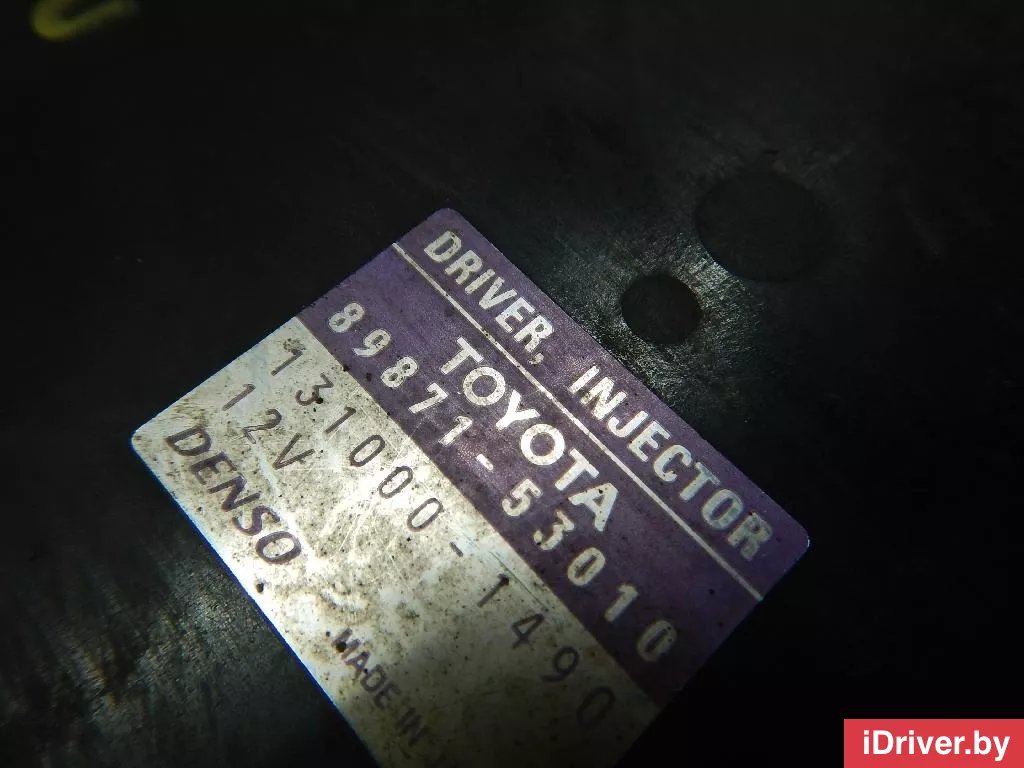 DRIVER, INJECTOR
TOYOTA
89871-53010
131000-1490
12V
DENSO
MADE IN
iDriver.by